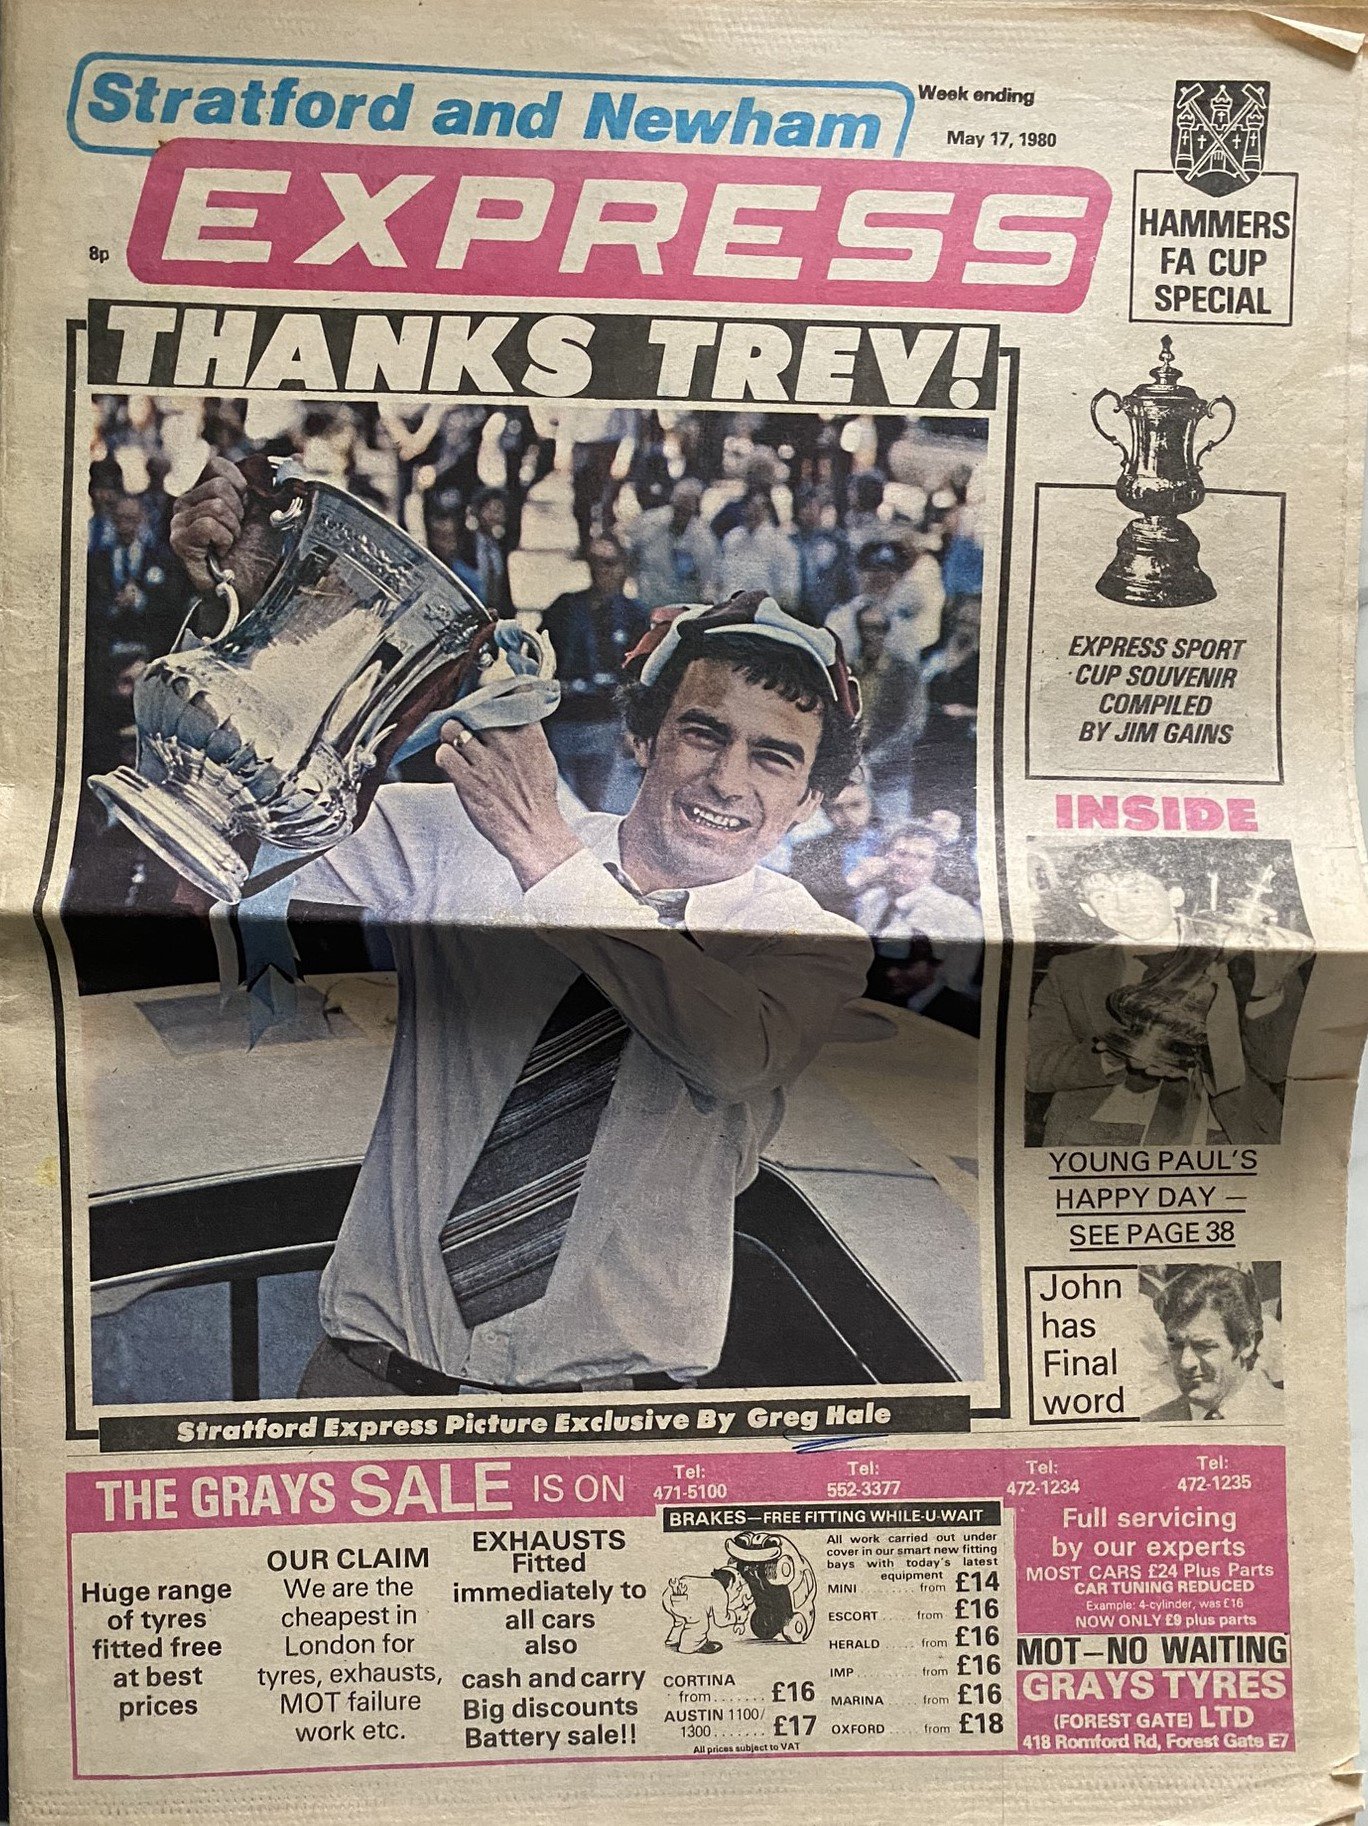 Stratford and Newham
EXPRESS
Week ending
May 17, 1980
8p
HAMMERS
FA CUP
SPECIAL
THANKS TREV!
EXPRESS SPORT
CUP SOUVENIR
COMPILED
BY JIM GAINS
INSIDE
YOUNG PAUL'S
HAPPY DAY —
SEE PAGE 38
John
has
Final
word
Stratford Express Picture Exclusive By Greg Hale
THE GRAYS SALE IS ON
Tel:
471-5100
Tel:
552-3377
Tel:
472-1234
Tel:
472-1235
Huge range
of tyres
fitted free
at best
prices
OUR CLAIM
We are the
cheapest in
London for
tyres, exhausts,
MOT failure
work etc.
EXHAUSTS
Fitted
immediately to
all cars
also
cash and carry
Big discounts
Battery sale!!
BRAKES—FREE FITTING WHILE-U-WAIT
All work carried out under
cover in our smart new fitting
bays with today's latest
equipment
MINI ........ from £14
ESCORT .... from £16
HERALD ..... from £16
IMP ........ from £16
MARINA .... from £16
OXFORD .... from £18
CORTINA
from....... £16
AUSTIN 1100/
1300....... £17
All prices subject to VAT
Full servicing
by our experts
MOST CARS £24 Plus Parts
CAR TUNING REDUCED
Example: 4-cylinder, was £16
NOW ONLY £9 plus parts
MOT—NO WAITING
GRAYS TYRES
(FOREST GATE) LTD
418 Romford Rd, Forest Gate E7